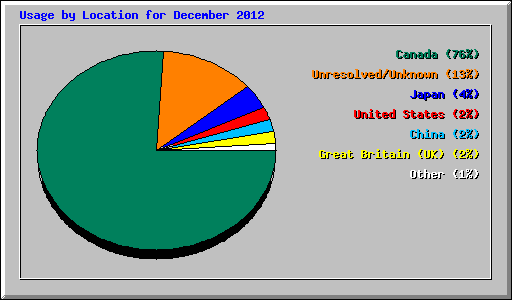 Usage by Location for December 2012
Canada (76%)
Unresolved/Unknown (13%)
Japan (4%)
United States (2%)
China (2%)
Great Britain (UK) (2%)
Other (1%)